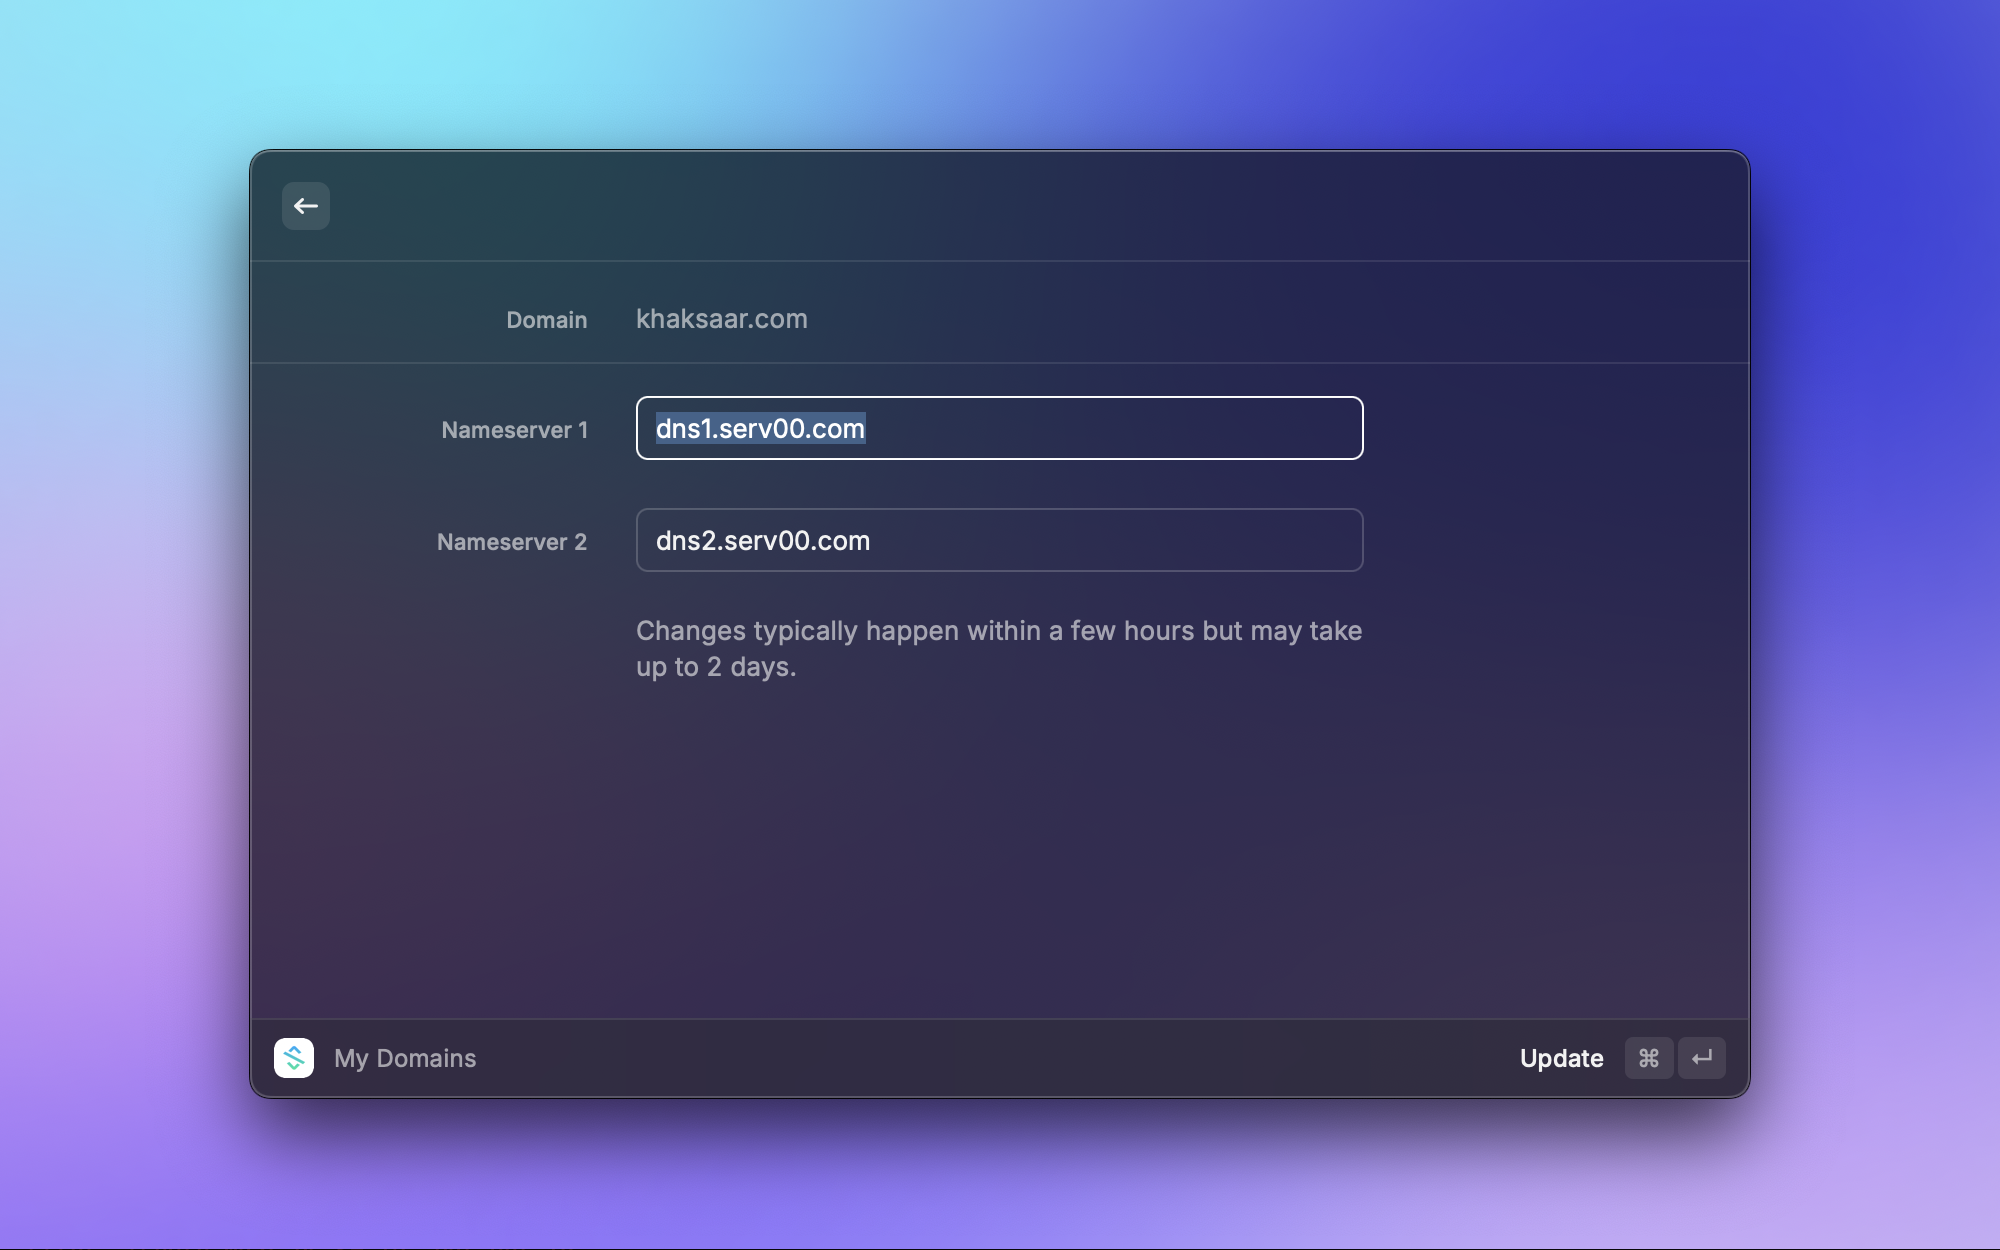 Domain khaksaar.com
Nameserver 1 dns1.serv00.com
Nameserver 2 dns2.serv00.com
Changes typically happen within a few hours but may take
up to 2 days.
My Domains Update ⌘ ↵